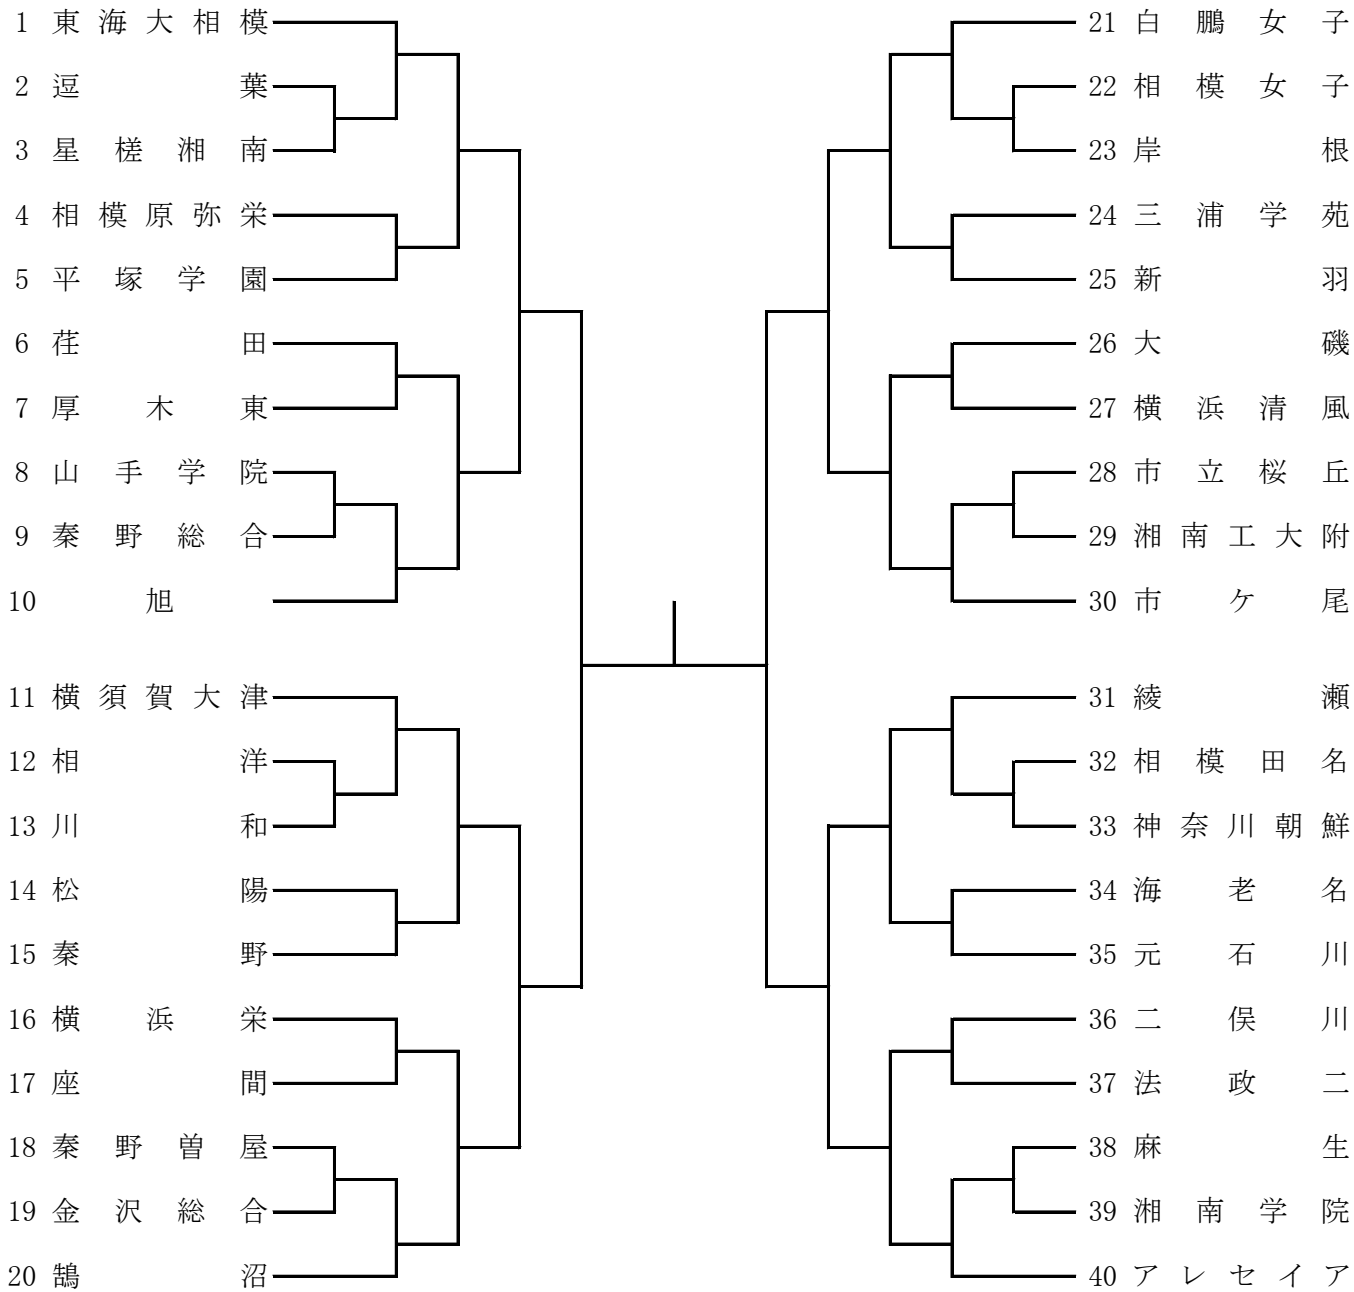 1 東海大相模
2 逗葉
3 星槎湘南
4 相模原弥栄
5 平塚学園
6 荏田
7 厚木東
8 山手学院
9 秦野総合
10 旭
11 横須賀大津
12 相洋
13 川和
14 松陽
15 秦野
16 横浜栄
17 座間
18 秦野曽屋
19 金沢総合
20 鵠沼
21 白鵬女子
22 相模女子
23 岸根
24 三浦学苑
25 新羽
26 大磯
27 横浜清風
28 市立桜丘
29 湘南工大附
30 市ケ尾
31 綾瀬
32 相模田名
33 神奈川朝鮮
34 海老名
35 元石川
36 二俣川
37 法政二
38 麻生
39 湘南学院
40 アレセイア